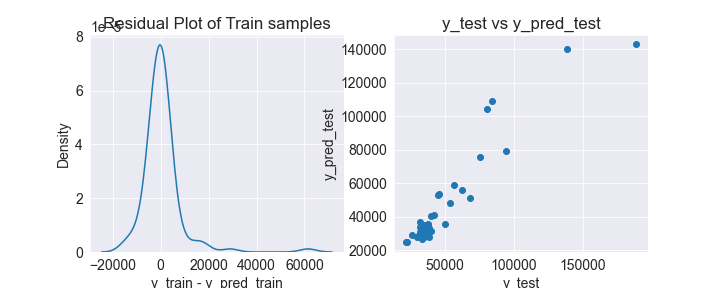 Residual Plot of Train samples
1e-5
8
6
4
2
0
Density
−20000 0 20000 40000 60000
y_train - y_pred_train
y_test vs y_pred_test
140000
120000
100000
80000
60000
40000
20000
y_pred_test
50000 100000 150000
y_test